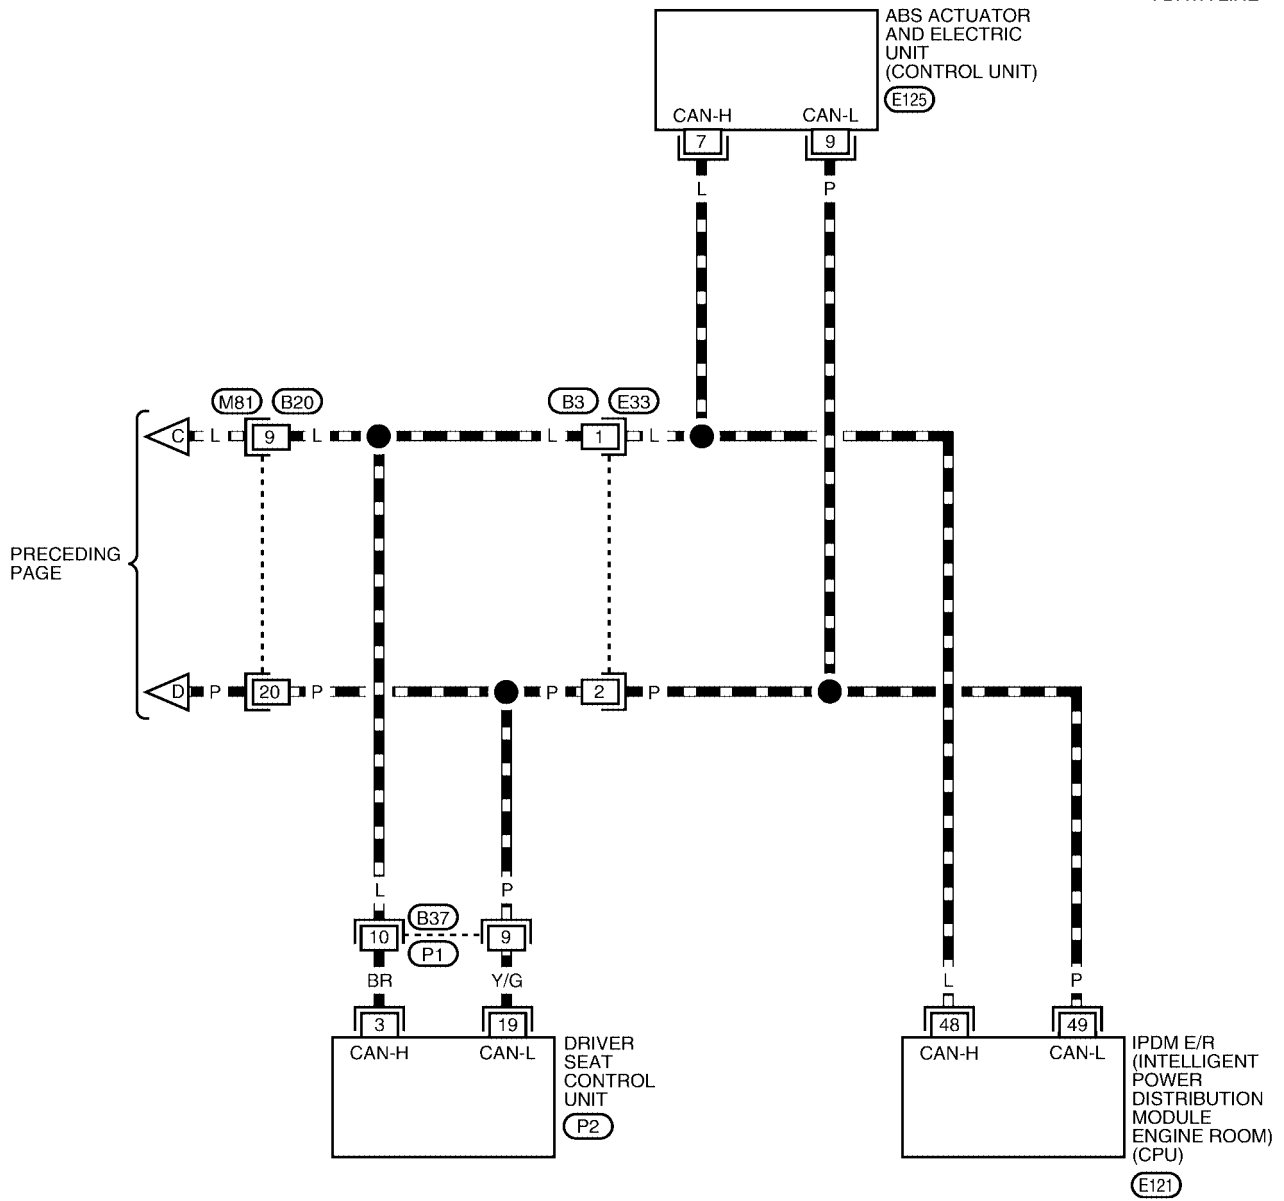 ABS ACTUATOR
AND ELECTRIC
UNIT
(CONTROL UNIT)
E125
CAN-H CAN-L
7 9
L P
M81 B20 B3 E33
C L 9 L L 1 L
PRECEDING
PAGE
D P 20 P P 2 P
L P
B37
10 9
P1
BR Y/G
L P
3 19
48 49
CAN-H CAN-L
DRIVER
SEAT
CONTROL
UNIT
P2
CAN-H CAN-L
IPDM E/R
(INTELLIGENT
POWER
DISTRIBUTION
MODULE
ENGINE ROOM)
(CPU)
E121